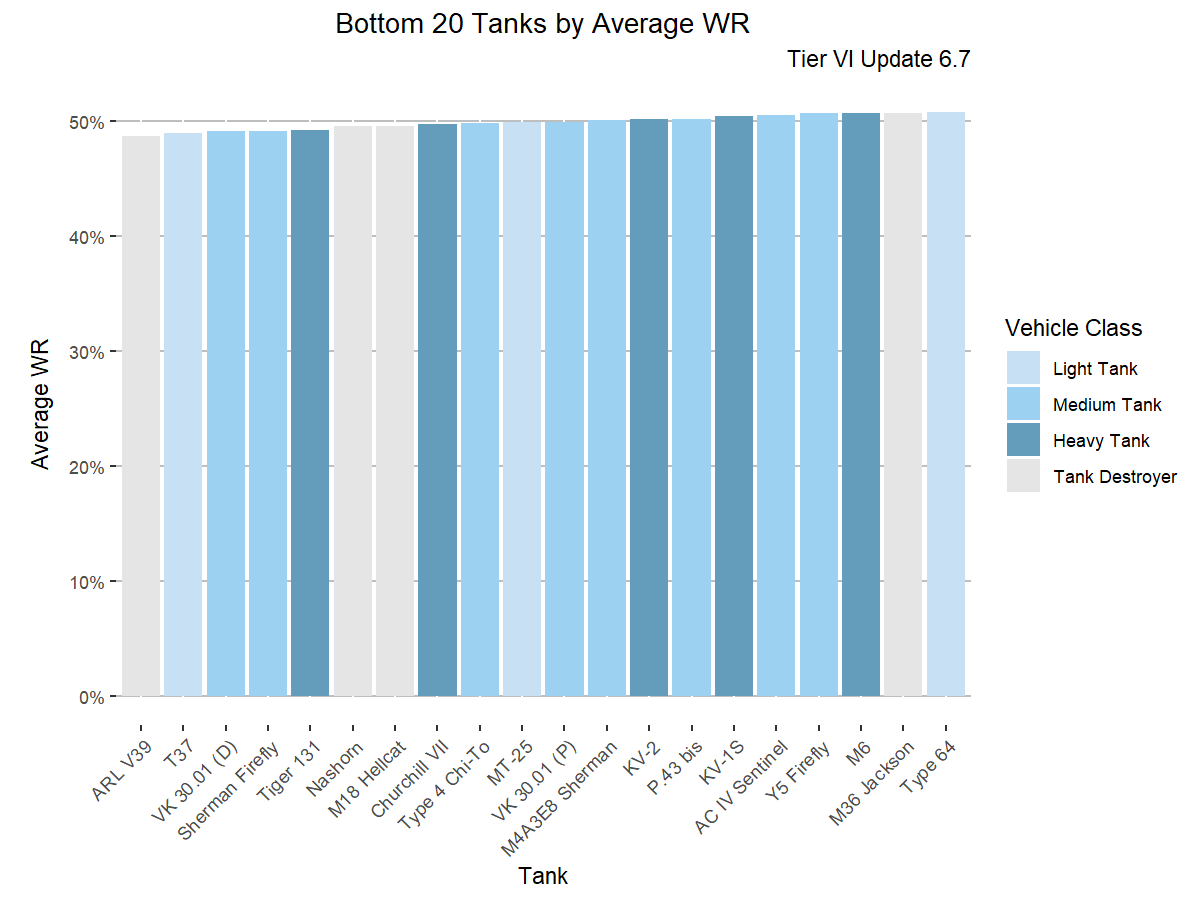 Bottom 20 Tanks by Average WR
Tier VI Update 6.7
Average WR
50%
40%
30%
20%
10%
0%
ARL V39
T37
VK 30.01 (D)
Sherman Firefly
Tiger 131
Nashorn
M18 Hellcat
Churchill VII
Type 4 Chi-To
MT-25
VK 30.01 (P)
M4A3E8 Sherman
KV-2
P.43 bis
KV-1S
AC IV Sentinel
Y5 Firefly
M6
M36 Jackson
Type 64
Tank
Vehicle Class
Light Tank
Medium Tank
Heavy Tank
Tank Destroyer